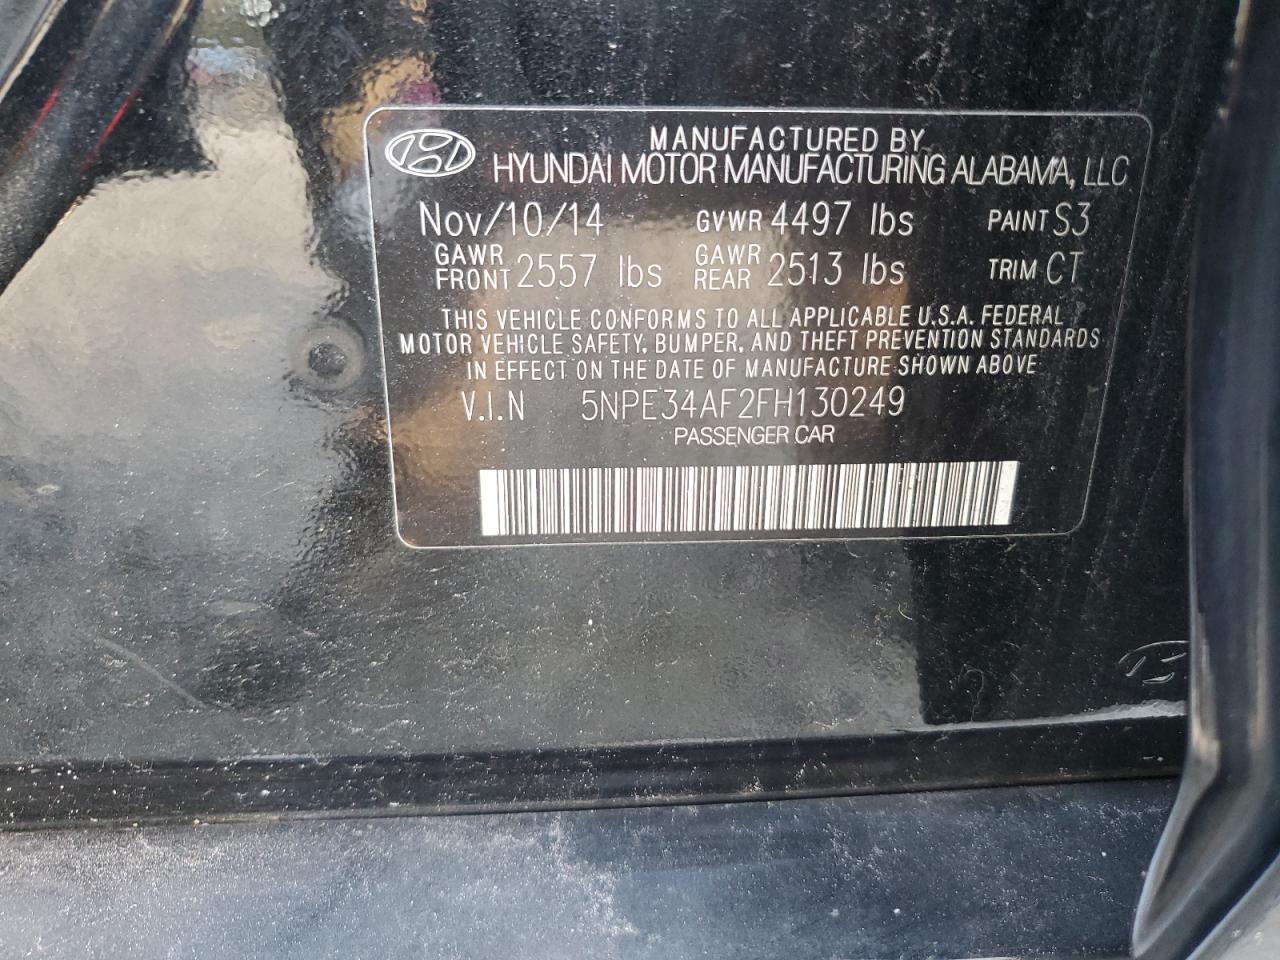 MANUFACTURED BY
HYUNDAI MOTOR MANUFACTURING ALABAMA, LLC
Nov/10/14 GVWR 4497 lbs PAINT S3
GAWR FRONT 2557 lbs GAWR REAR 2513 lbs TRIM CT
THIS VEHICLE CONFORMS TO ALL APPLICABLE U.S.A. FEDERAL
MOTOR VEHICLE SAFETY, BUMPER, AND THEFT PREVENTION STANDARDS
IN EFFECT ON THE DATE OF MANUFACTURE SHOWN ABOVE
V.I.N 5NPE34AF2FH130249
PASSENGER CAR